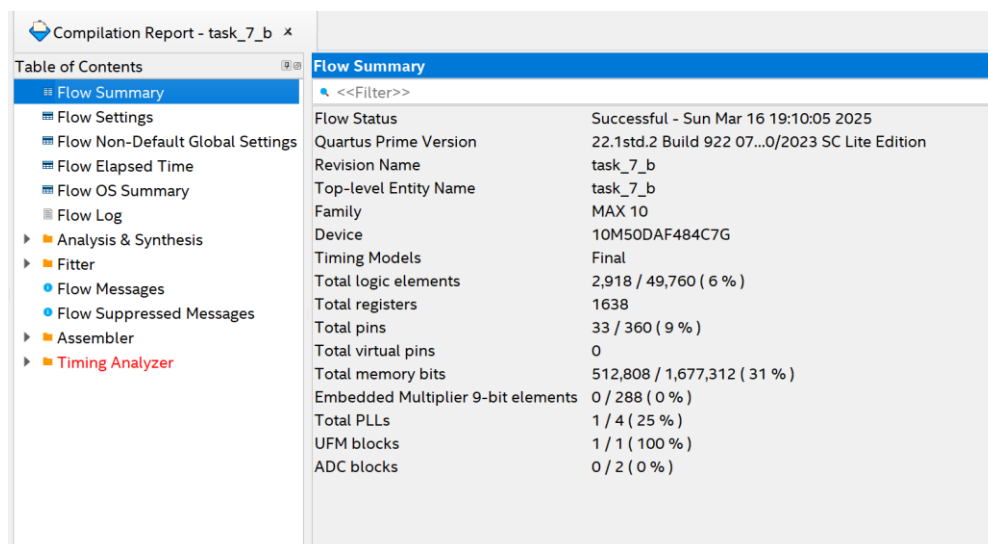 Compilation Report - task_7_b
Table of Contents
Flow Summary
Flow Settings
Flow Non-Default Global Settings
Flow Elapsed Time
Flow OS Summary
Flow Log
Analysis & Synthesis
Fitter
Flow Messages
Flow Suppressed Messages
Assembler
Timing Analyzer
Flow Summary
<<Filter>>
Flow Status Successful - Sun Mar 16 19:10:05 2025
Quartus Prime Version 22.1std.2 Build 922 07...0/2023 SC Lite Edition
Revision Name task_7_b
Top-level Entity Name task_7_b
Family MAX 10
Device 10M50DAF484C7G
Timing Models Final
Total logic elements 2,918 / 49,760 ( 6 % )
Total registers 1638
Total pins 33 / 360 ( 9 % )
Total virtual pins 0
Total memory bits 512,808 / 1,677,312 ( 31 % )
Embedded Multiplier 9-bit elements 0 / 288 ( 0 % )
Total PLLs 1 / 4 ( 25 % )
UFM blocks 1 / 1 ( 100 % )
ADC blocks 0 / 2 ( 0 % )